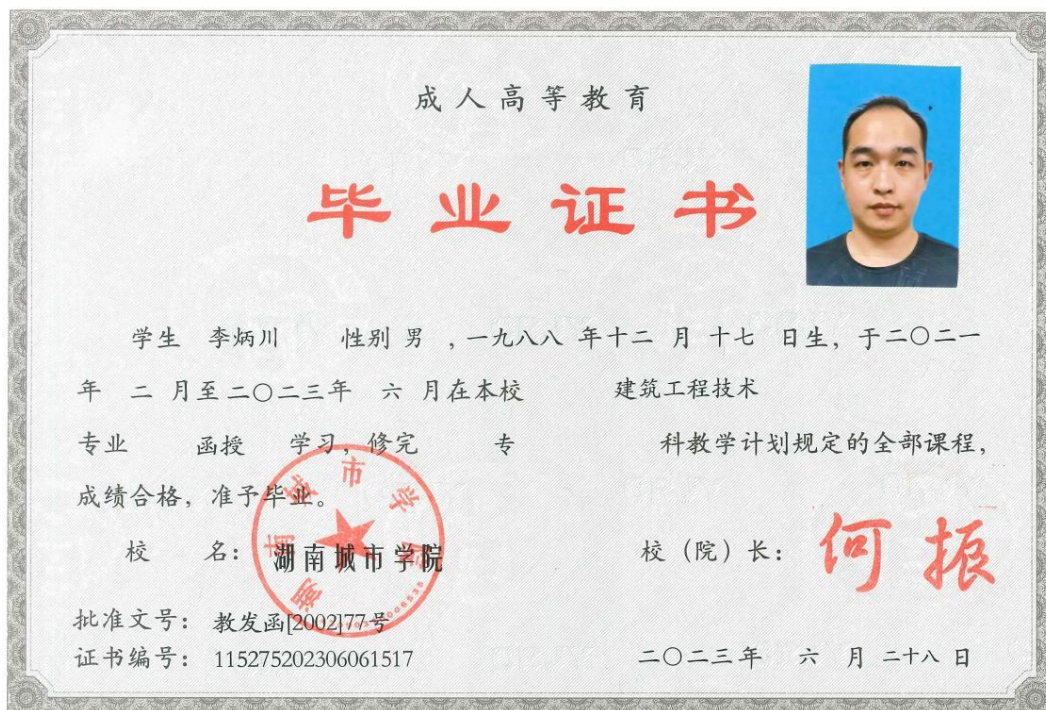 成人高等教育
毕业证书
学生 李炳川 性别 男 ，一九八八 年十二 月 十七 日生，于二〇二一
年 二 月至二〇二三年 六 月在本校 建筑工程技术
专业 函授 学习，修完 专 科教学计划规定的全部课程，
成绩合格，准予毕业。
校 名：湖南城市学院 校（院）长：何振
湖南城市学院
批准文号：教发函[2002]77号
证书编号：115275202306061517 二〇二三年 六 月 二十八 日